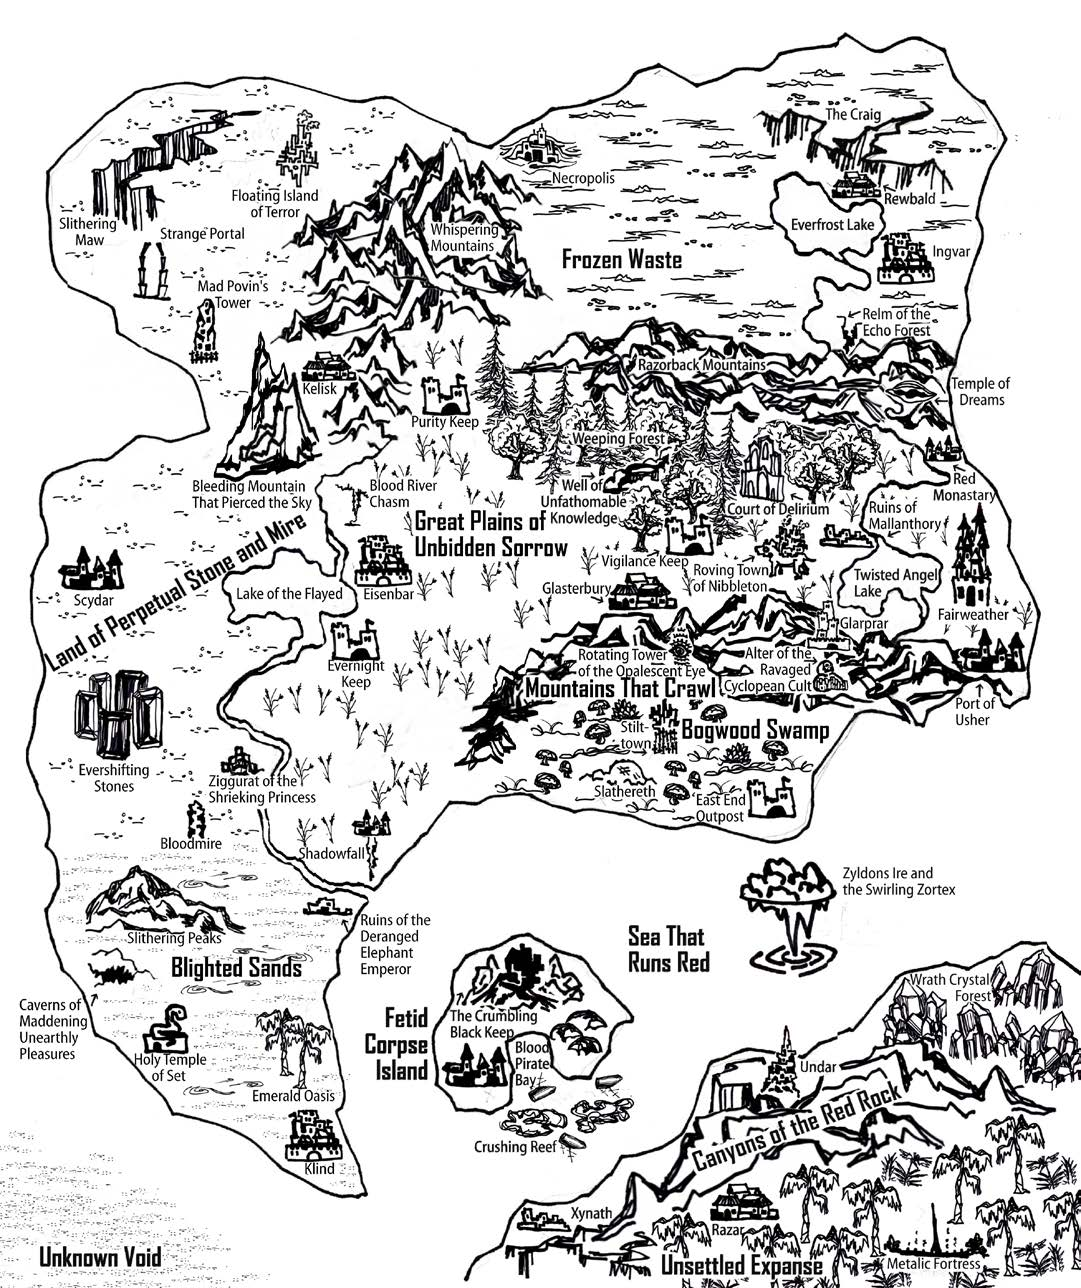 The Craig
Necropolis
Floating Island
of Terror
Slithering
Maw
Strange Portal
Whispering
Mountains
Rewbald
Everfrost Lake
Ingvar
Frozen Waste
Mad Povin's
Tower
Relm of the
Echo Forest
Kelisk
Razorback Mountains
Temple of
Dreams
Purity Keep
Weeping Forest
Bleeding Mountain
That Pierced the Sky
Blood River
Chasm
Well of
Unfathomable
Knowledge
Court of Delirium
Red
Monastary
Ruins of
Mallanthory
Great Plains of
Unbidden Sorrow
Land of Perpetual Stone and Mire
Vigilance Keep
Roving Town
of Nibbleton
Scydar
Lake of the Flayed
Eisenbar
Glasterbury
Twisted Angel
Lake
Fairweather
Glarprar
Evernight
Keep
Rotating Tower
of the Opalescent Eye
Alter of the
Ravaged
Cyclopean Cult
Mountains That Crawl
Port of
Usher
Stilt-
town
Bogwood Swamp
Evershifting
Stones
Ziggurat of the
Shrieking Princess
Slathereth
East End
Outpost
Bloodmire
Shadowfall
Zyldons Ire and
the Swirling Zortex
Slithering Peaks
Ruins of the
Deranged
Elephant
Emperor
Sea That
Runs Red
Blighted Sands
Wrath Crystal
Forest
Caverns of
Maddening
Unearthly
Pleasures
Fetid
Corpse
Island
The Crumbling
Black Keep
Blood
Pirate
Bay
Holy Temple
of Set
Undar
Emerald Oasis
Canyons of the Red Rock
Crushing Reef
Klind
Xynath
Razar
Unknown Void
Unsettled Expanse
Metalic Fortress